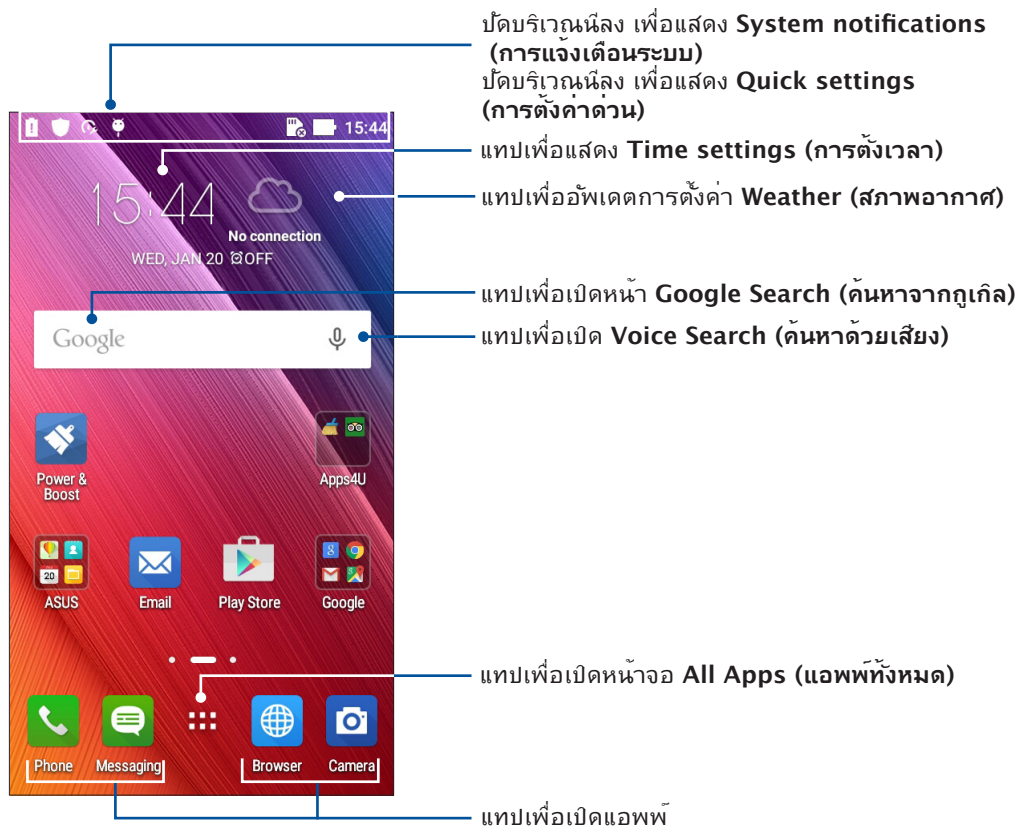 ปัดบริเวณนี้ลง เพื่อแสดง System notifications
(การแจ้งเตือนระบบ)
ปัดบริเวณนี้ลง เพื่อแสดง Quick settings
(การตั้งค่าด่วน)
15:44
แทปเพื่อแสดง Time settings (การตั้งเวลา)
15:44
แทปเพื่ออัพเดตการตั้งค่า Weather (สภาพอากาศ)
No connection
WED, JAN 20 OFF
แทปเพื่อเปิดหน้า Google Search (ค้นหาจากกูเกิล)
Google
แทปเพื่อเปิด Voice Search (ค้นหาด้วยเสียง)
Power &
Boost
Apps4U
20
8
ASUS
Email
Play Store
Google
แทปเพื่อเปิดหน้าจอ All Apps (แอพพ์ทั้งหมด)
Phone
Messaging
Browser
Camera
แทปเพื่อเปิดแอพพ์